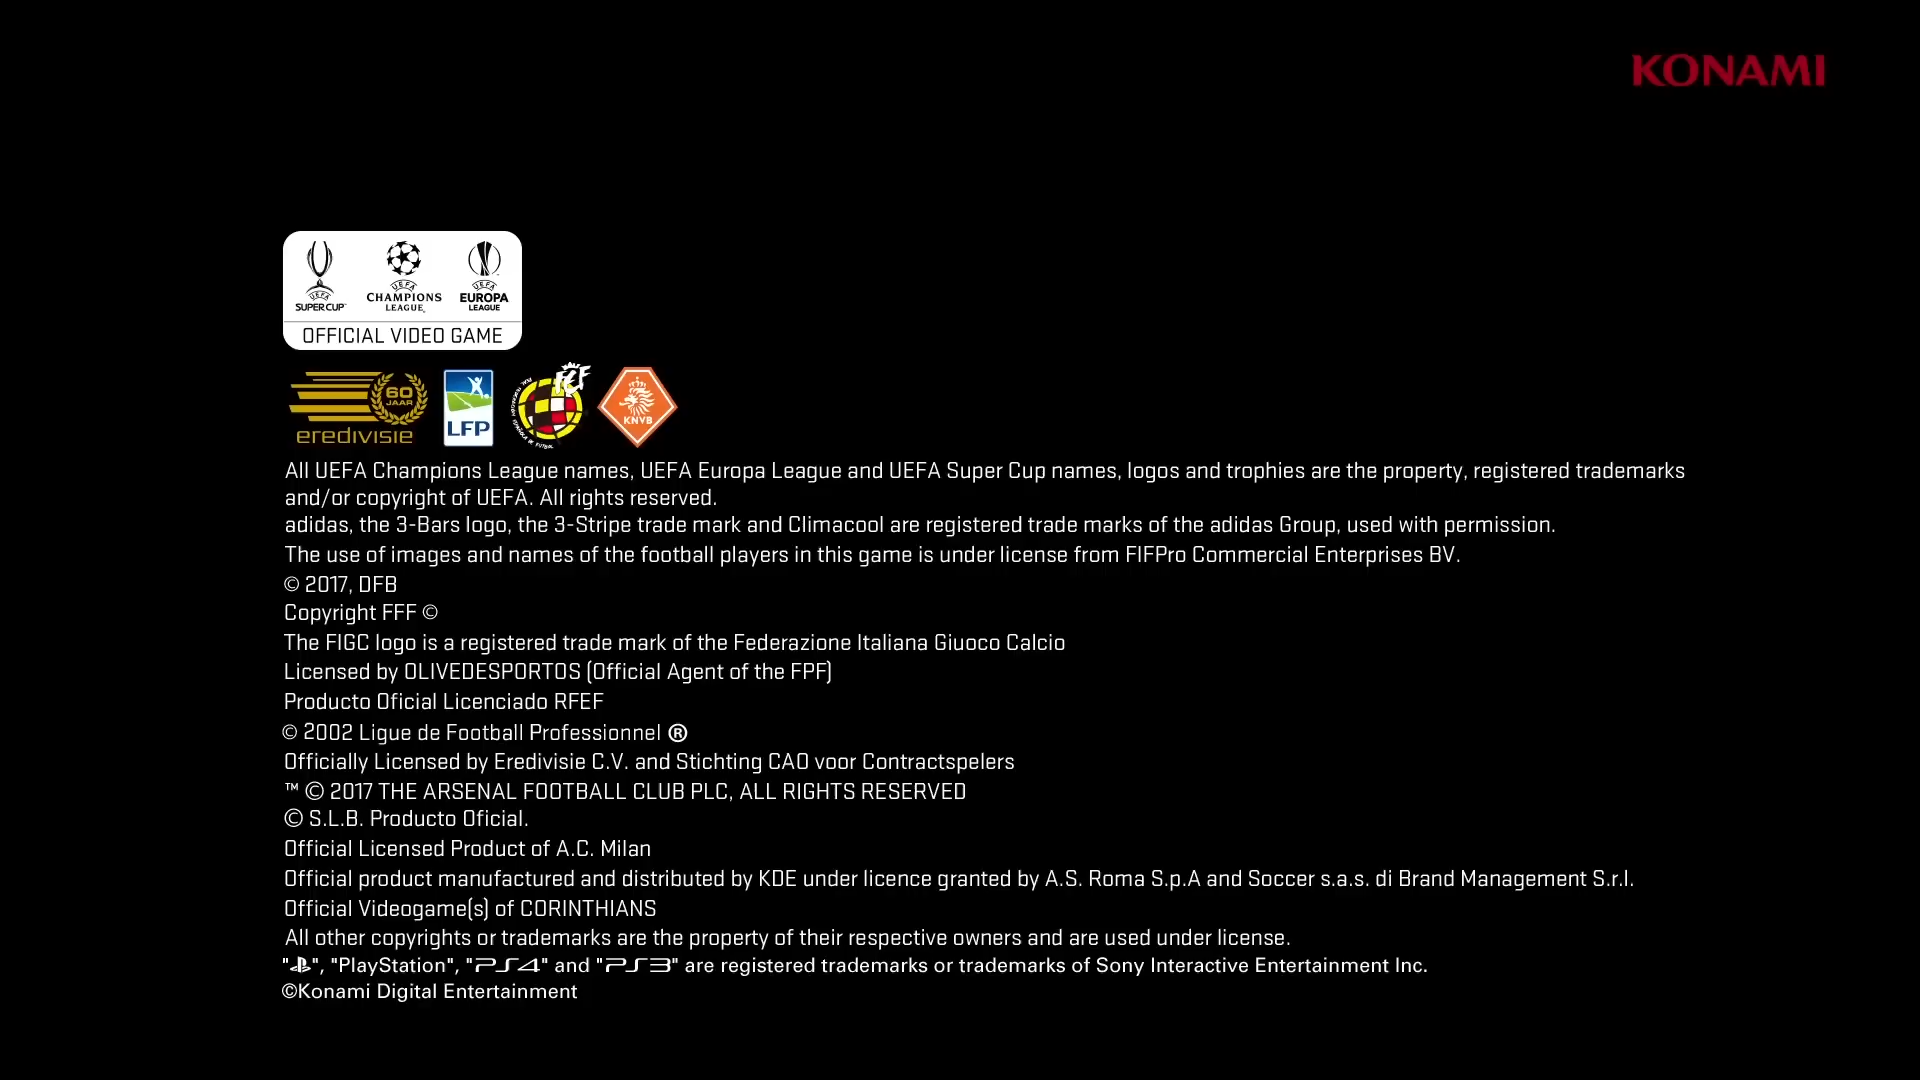 KONAMI
UEFA SUPER CUP™
UEFA CHAMPIONS LEAGUE®
UEFA EUROPA LEAGUE
OFFICIAL VIDEO GAME
60 JAAR
eredivisie
LFP
REAL FEDERACIÓN ESPAÑOLA DE FUTBOL
KNVB
All UEFA Champions League names, UEFA Europa League and UEFA Super Cup names, logos and trophies are the property, registered trademarks
and/or copyright of UEFA. All rights reserved.
adidas, the 3-Bars logo, the 3-Stripe trade mark and Climacool are registered trade marks of the adidas Group, used with permission.
The use of images and names of the football players in this game is under license from FIFPro Commercial Enterprises BV.
© 2017, DFB
Copyright FFF ©
The FIGC logo is a registered trade mark of the Federazione Italiana Giuoco Calcio
Licensed by OLIVEDESPORTOS (Official Agent of the FPF)
Producto Oficial Licenciado RFEF
© 2002 Ligue de Football Professionnel ®
Officially Licensed by Eredivisie C.V. and Stichting CAO voor Contractspelers
™ © 2017 THE ARSENAL FOOTBALL CLUB PLC, ALL RIGHTS RESERVED
© S.L.B. Producto Oficial.
Official Licensed Product of A.C. Milan
Official product manufactured and distributed by KDE under licence granted by A.S. Roma S.p.A and Soccer s.a.s. di Brand Management S.r.l.
Official Videogame(s) of CORINTHIANS
All other copyrights or trademarks are the property of their respective owners and are used under license.
"PS", "PlayStation", "PS4" and "PS3" are registered trademarks or trademarks of Sony Interactive Entertainment Inc.
©Konami Digital Entertainment